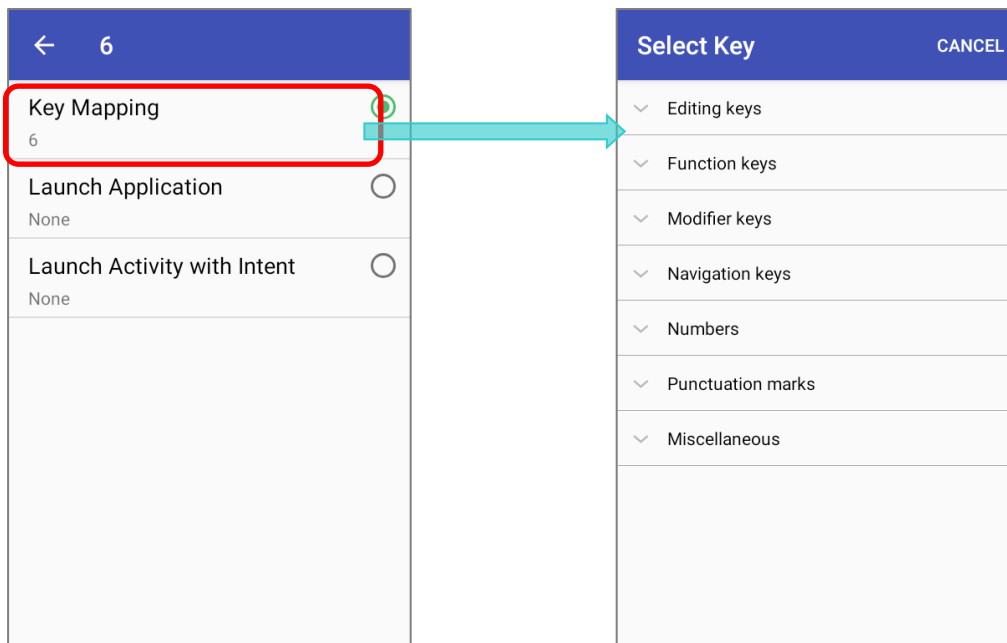 6
Key Mapping
6
Launch Application
None
Launch Activity with Intent
None
Select Key CANCEL
Editing keys
Function keys
Modifier keys
Navigation keys
Numbers
Punctuation marks
Miscellaneous